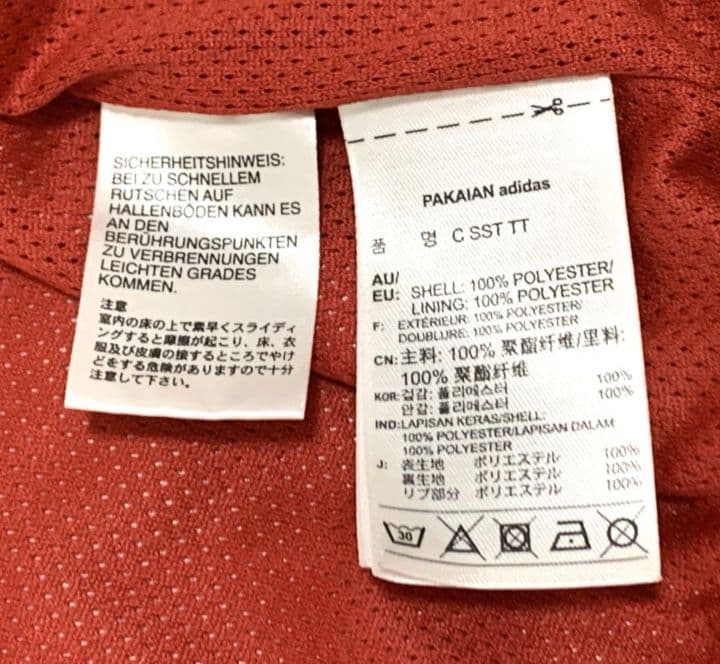 SICHERHEITSHINWEIS:
BEI ZU SCHNELLEM
RUTSCHEN AUF
HALLENBÖDEN KANN ES
AN DEN
BERÜHRUNGSPUNKTEN
ZU VERBRENNUNGEN
LEICHTEN GRADES
KOMMEN.
注意
室内の床の上で素早くスライディ
ングすると摩擦が起こり、床、衣
服及び皮膚の接するところでやけ
どをする危険がありますので十分
注意して下さい。
PAKAIAN adidas
품 명 C SST TT
AU/
EU: SHELL: 100% POLYESTER/
LINING: 100% POLYESTER
F: EXTÉRIEUR: 100% POLYESTER/
DOUBLURE: 100% POLYESTER
CN: 主料: 100% 聚酯纤维/里料:
100% 聚酯纤维
KOR: 겉감: 폴리에스터 100%
안감: 폴리에스터 100%
IND: LAPISAN KERAS/SHELL:
100% POLYESTER/LAPISAN DALAM
100% POLYESTER
J: 表生地 ポリエステル 100%
裏生地 ポリエステル 100%
リブ部分 ポリエステル 100%
30